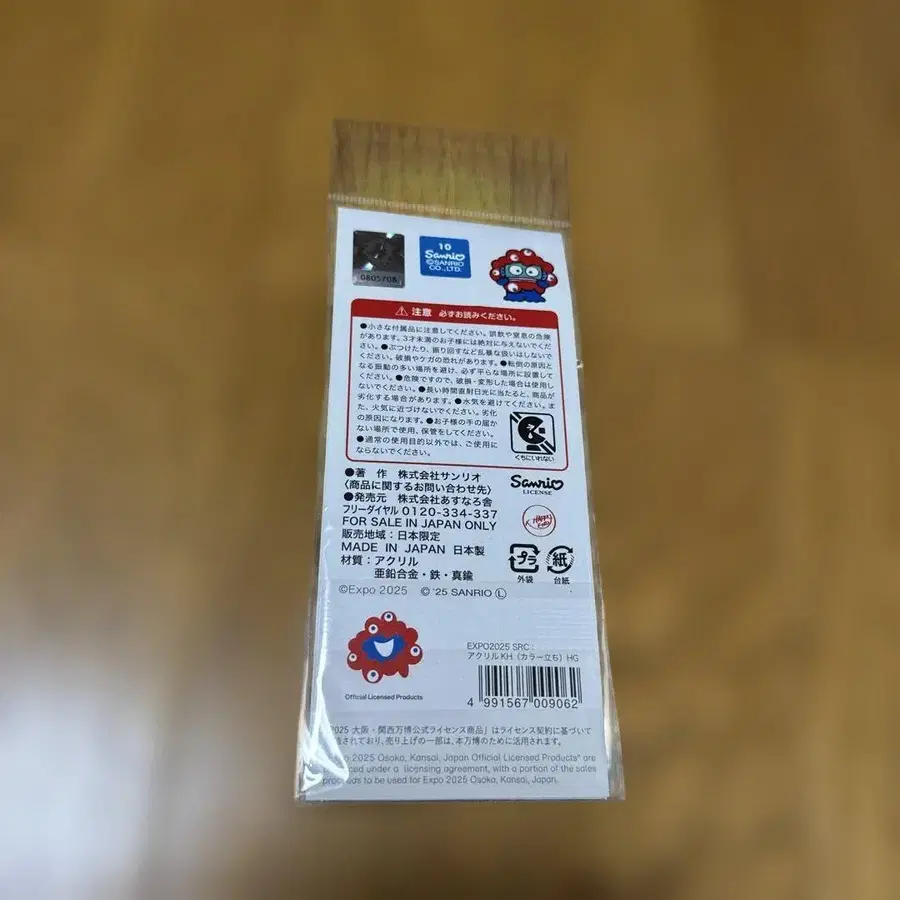 0805708
10
Sanrio
©SANRIO
CO.,LTD.
注意 必ずお読みください。
●小さな付属品に注意してください。誤飲や窒息の危険
があります。3才未満のお子様には絶対に与えないでくだ
さい。●ぶつけたり、振り回すなど乱暴な扱いはしないで
ください。破損やケガの恐れがあります。●転倒の原因と
なる振動の多い場所を避け、必ず平らな場所に設置して
ください。●危険ですので、破損・変形した場合は使用し
ないでください。●長い時間直射日光に当たると、商品が
劣化する場合があります。●水気を避けてください。ま
た、火気に近づけないでください。劣化
の原因になります。●お子様の手の届か
ない場所で使用、保管をしてください。
●通常の使用目的以外では、ご使用に
ならないでください。
くちにいれない
●著 作 株式会社サンリオ
〈商品に関するお問い合わせ先〉
●発売元 株式会社あすなろ舎
フリーダイヤル 0120-334-337
FOR SALE IN JAPAN ONLY
販売地域：日本限定
MADE IN JAPAN 日本製
材質：アクリル
亜鉛合金・鉄・真鍮
Sanrio
LICENSE
プラ
外袋
紙
台紙
©Expo 2025 © '25 SANRIO Ⓛ
Official Licensed Products
EXPO2025 SRC：
アクリルKH（カラー立ち）HG
4 991567 009062
2025 大阪・関西万博公式ライセンス商品」はライセンス契約に基づいて
されており、売り上げの一部は、本万博のために活用されます。
Expo 2025 Osaka, Kansai, Japan Official Licensed Products" are
under a licensing agreement, with a portion of the sales
proceeds to be used for Expo 2025 Osaka, Kansai, Japan.